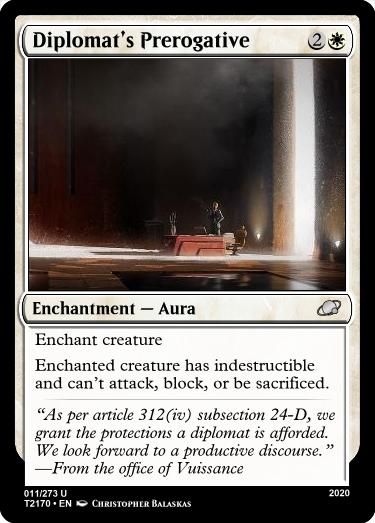 Diplomat's Prerogative 2
Enchantment — Aura
Enchant creature
Enchanted creature has indestructible
and can't attack, block, or be sacrificed.
“As per article 312(iv) subsection 24-D, we
grant the protections a diplomat is afforded.
We look forward to a productive discourse.”
—From the office of Vuissance
011/273 U 2020
T2170 • EN Christopher Balaskas